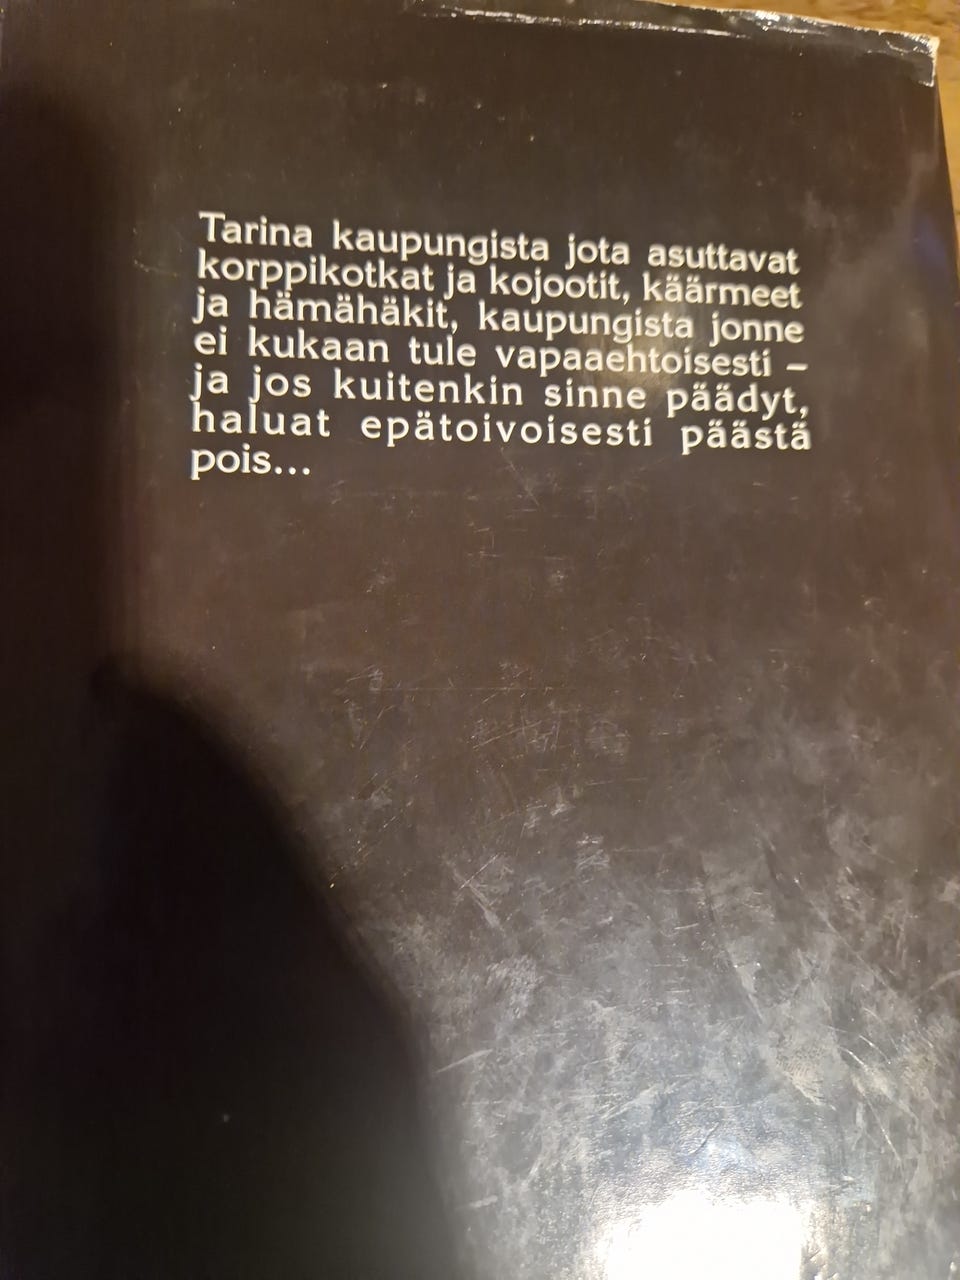 Tarina kaupungista jota asuttavat
korppikotkat ja kojootit, käärmeet
ja hämähäkit, kaupungista jonne
ei kukaan tule vapaaehtoisesti –
ja jos kuitenkin sinne päädyt,
haluat epätoivoisesti päästä
pois...